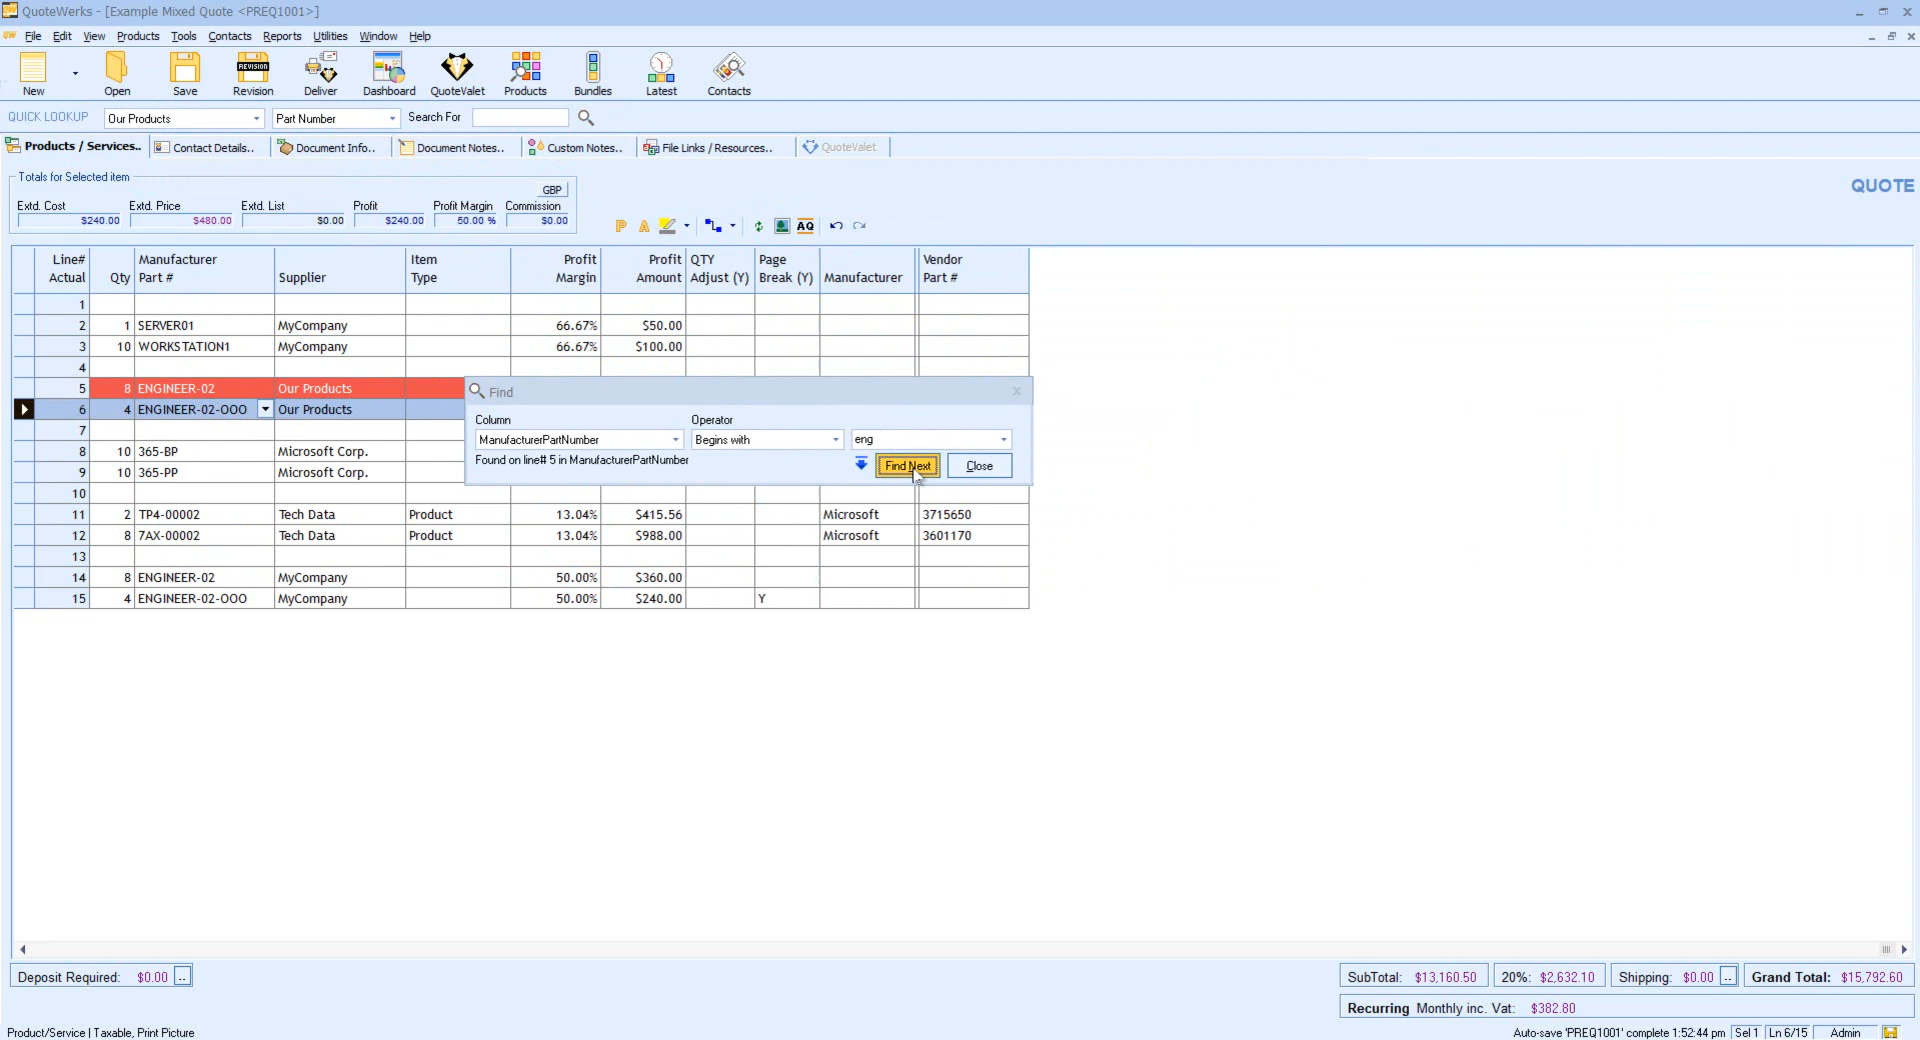 QuoteWerks - [Example Mixed Quote <PREQ1001>]
File Edit View Products Tools Contacts Reports Utilities Window Help
REVISION
New Open Save Revision Deliver Dashboard QuoteValet Products Bundles Latest Contacts
QUICK LOOKUP Our Products Part Number Search For
Products / Services.. Contact Details.. Document Info.. Document Notes.. Custom Notes.. File Links / Resources.. QuoteValet
Totals for Selected item
QUOTE
GBP
Extd. Cost Extd. Price Extd. List Profit Profit Margin Commission
$240.00 $480.00 $0.00 $240.00 50.00 % $0.00
P A AQ
Line# Manufacturer Item Profit Profit QTY Page Vendor
Actual Qty Part # Supplier Type Margin Amount Adjust (Y) Break (Y) Manufacturer Part #
1
2 1 SERVER01 MyCompany 66.67% $50.00
3 10 WORKSTATION1 MyCompany 66.67% $100.00
4
5 8 ENGINEER-02 Our Products
6 4 ENGINEER-02-OOO Our Products
7
8 10 365-BP Microsoft Corp.
9 10 365-PP Microsoft Corp.
10
11 2 TP4-00002 Tech Data Product 13.04% $415.56 Microsoft 3715650
12 8 7AX-00002 Tech Data Product 13.04% $988.00 Microsoft 3601170
13
14 8 ENGINEER-02 MyCompany 50.00% $360.00
15 4 ENGINEER-02-OOO MyCompany 50.00% $240.00 Y
Find
Column Operator
ManufacturerPartNumber Begins with eng
Found on line# 5 in ManufacturerPartNumber
Find Next Close
Deposit Required: $0.00 ..
SubTotal: $13,160.50 20%: $2,632.10 Shipping: $0.00 .. Grand Total: $15,792.60
Recurring Monthly inc. Vat: $382.80
Product/Service | Taxable, Print Picture
Auto-save 'PREQ1001' complete 1:52:44 pm Sel 1 Ln 6/15 Admin